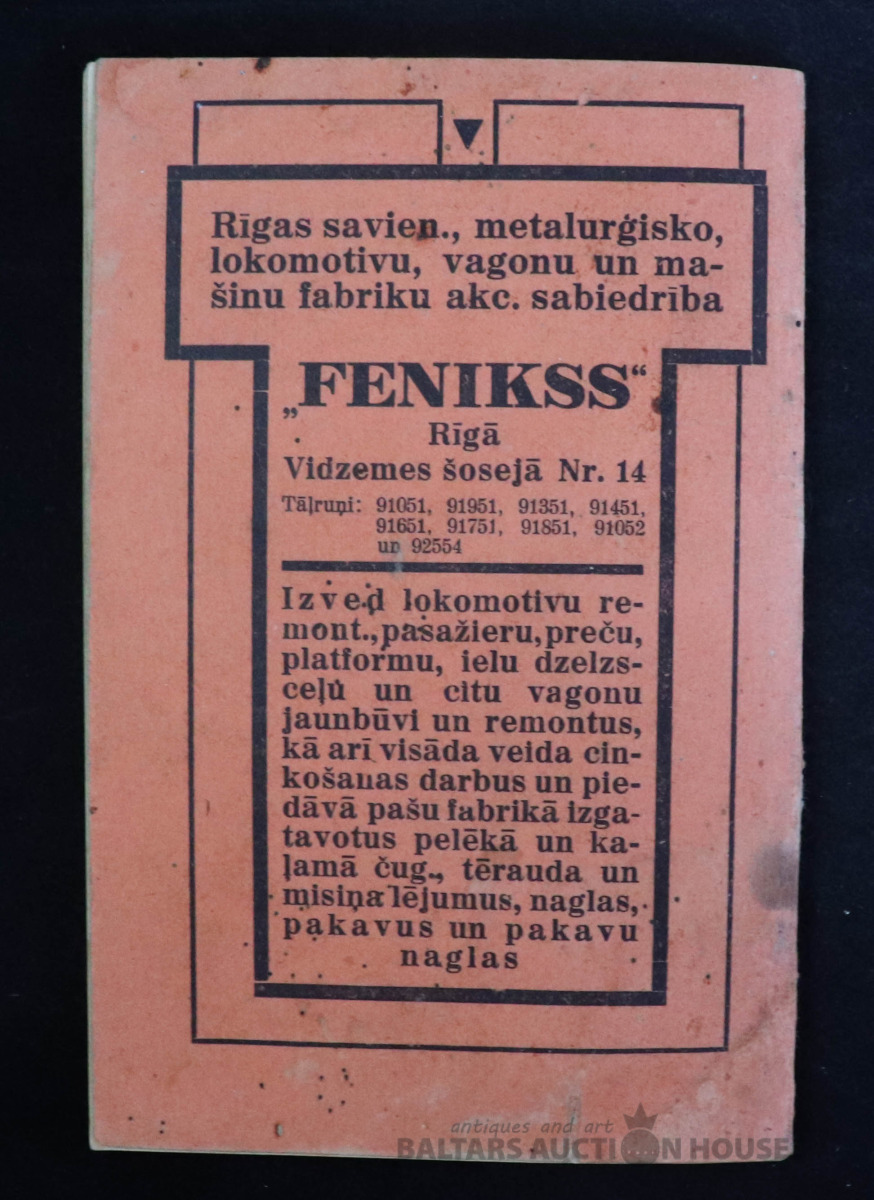 Rīgas savien., metalurģisko,
lokomotivu, vagonu un ma-
šinu fabriku akc. sabiedrība
„FENIKSS“
Rīgā
Vidzemes šosejā Nr. 14
Tāļruņi: 91051, 91951, 91351, 91451,
91651, 91751, 91851, 91052
un 92554
Izved lokomotivu re-
mont., pasažieru, preču,
platformu, ielu dzelzs-
ceļu un citu vagonu
jaunbūvi un remontus,
kā arī visāda veida cin-
košanas darbus un pie-
dāvā pašu fabrikā izga-
tavotus pelēkā un ka-
ļamā čug., tērauda un
misiņa lējumus, naglas,
pakavus un pakavu
naglas
antiques and art
BALTARS AUCTION HOUSE